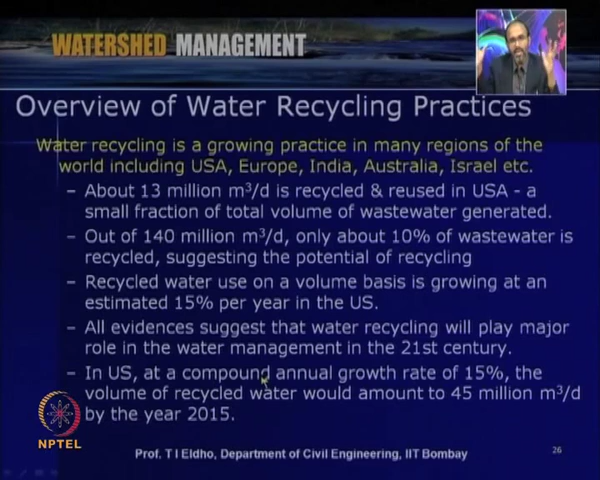 WATERSHED MANAGEMENT
Overview of Water Recycling Practices
Water recycling is a growing practice in many regions of the
world including USA, Europe, India, Australia, Israel etc.
– About 13 million m³/d is recycled & reused in USA - a
small fraction of total volume of wastewater generated.
– Out of 140 million m³/d, only about 10% of wastewater is
recycled, suggesting the potential of recycling
– Recycled water use on a volume basis is growing at an
estimated 15% per year in the US.
– All evidences suggest that water recycling will play major
role in the water management in the 21st century.
– In US, at a compound annual growth rate of 15%, the
volume of recycled water would amount to 45 million m³/d
by the year 2015.
NPTEL
Prof. T I Eldho, Department of Civil Engineering, IIT Bombay
26